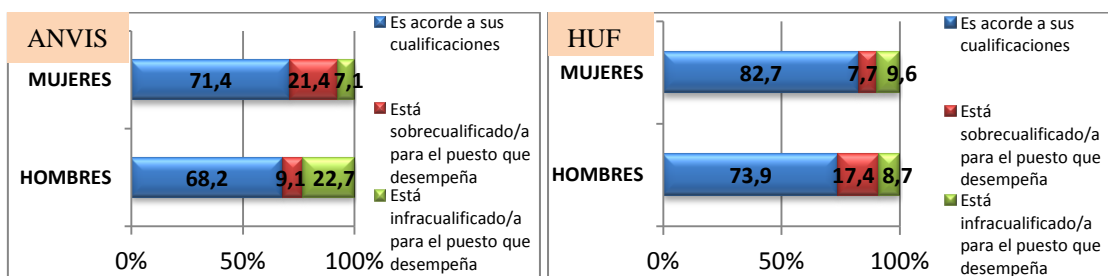 ANVIS
MUJERES
71,4 21,4 7,1
HOMBRES
68,2 9,1 22,7
0% 50% 100%
Es acorde a sus
cualificaciones
Está
sobrecualificado/a
para el puesto que
desempeña
Está
infracualificado/a
para el puesto que
desempeña
HUF
MUJERES
82,7 7,7 9,6
HOMBRES
73,9 17,4 8,7
0% 50% 100%
Es acorde a sus
cualificaciones
Está
sobrecualificado/a
para el puesto que
desempeña
Está
infracualificado/a
para el puesto que
desempeña